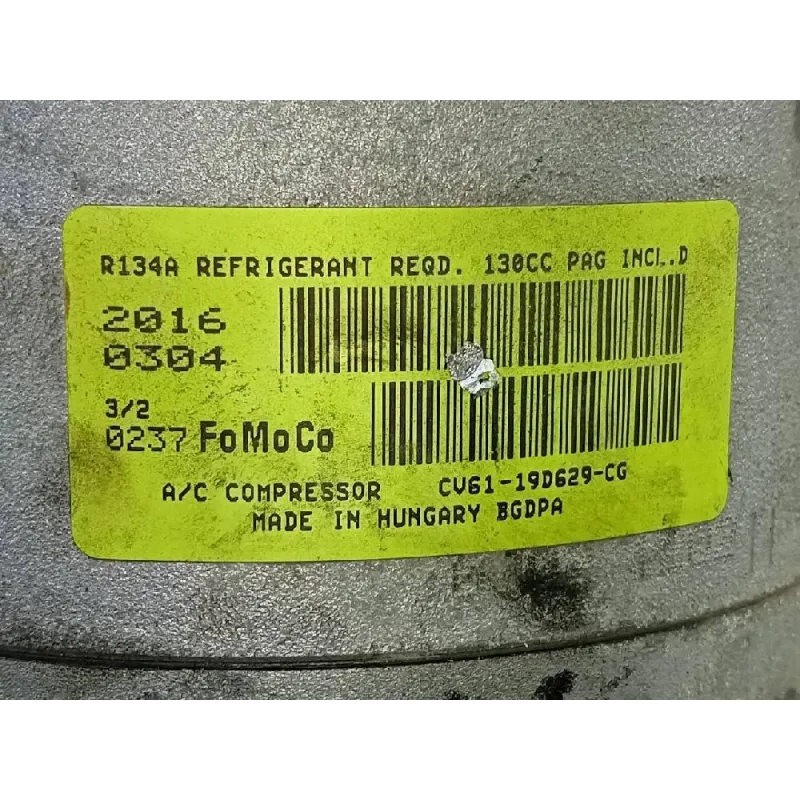 R134A REFRIGERANT REQD. 130CC PAG INCL.D
2016
0304
3/2
0237 FoMoCo
A/C COMPRESSOR CV61-19D629-CG
MADE IN HUNGARY BGDPA